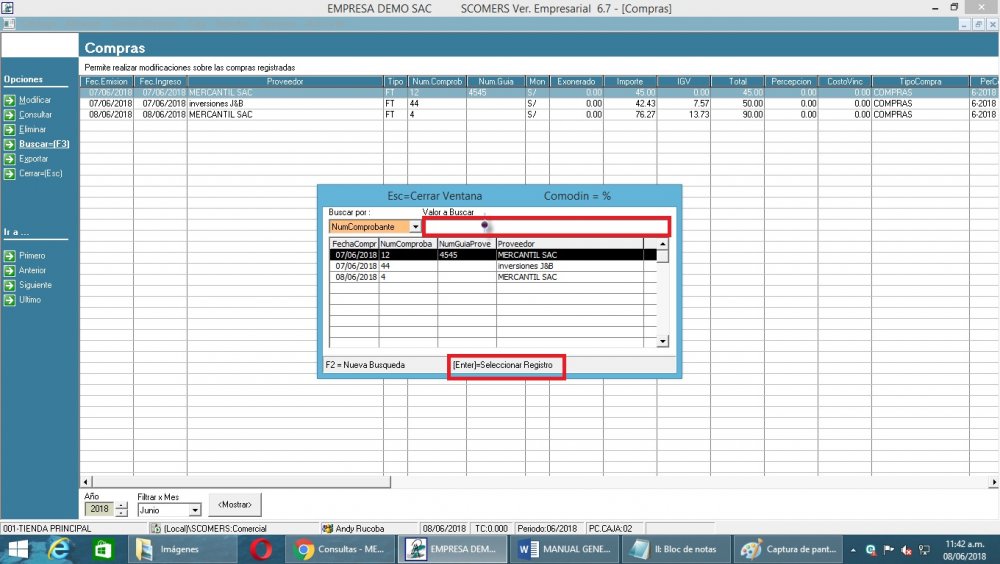 EMPRESA DEMO SAC SCOMERS Ver. Empresarial 6.7 - [Compras]
Compras
Permite realizar modificaciones sobre las compras registradas
Opciones
Modificar
Consultar
Eliminar
Buscar=(F3)
Exportar
Cerrar=(Esc)
Ir a ...
Primero
Anterior
Siguiente
Ultimo
Fec.Emision Fec.Ingreso Proveedor Tipo Num.Comprob Num.Guia Mon Exonerado Importe IGV Total Percepcion CostoVinc TipoCompra PerC
07/06/2018 07/06/2018 MERCANTIL SAC FT 12 4545 S/ 0.00 45.00 0.00 45.00 0.00 0.00 COMPRAS 6-2018
07/06/2018 07/06/2018 inversiones J&B FT 44 S/ 0.00 42.43 7.57 50.00 0.00 0.00 COMPRAS 6-2018
08/06/2018 08/06/2018 MERCANTIL SAC FT 4 S/ 0.00 76.27 13.73 90.00 0.00 0.00 COMPRAS 6-2018
Esc=Cerrar Ventana Comodin = %
Buscar por : Valor a Buscar
NumComprobante
FechaCompr NumComproba NumGuiaProve Proveedor
07/06/2018 12 4545 MERCANTIL SAC
07/06/2018 44 inversiones J&B
08/06/2018 4 MERCANTIL SAC
F2 = Nueva Busqueda [Enter]=Seleccionar Registro
Año Filtrar x Mes
2018 Junio <Mostrar>
001-TIENDA PRINCIPAL (Local)\SCOMERS:Comercial Andy Rucoba 08/06/2018 TC:0.000 Periodo:06/2018 PC.CAJA:02
Imágenes Consultas - ME... EMPRESA DEM... MANUAL GENE... II: Bloc de notas Captura de pant... 11:42 a.m.
08/06/2018